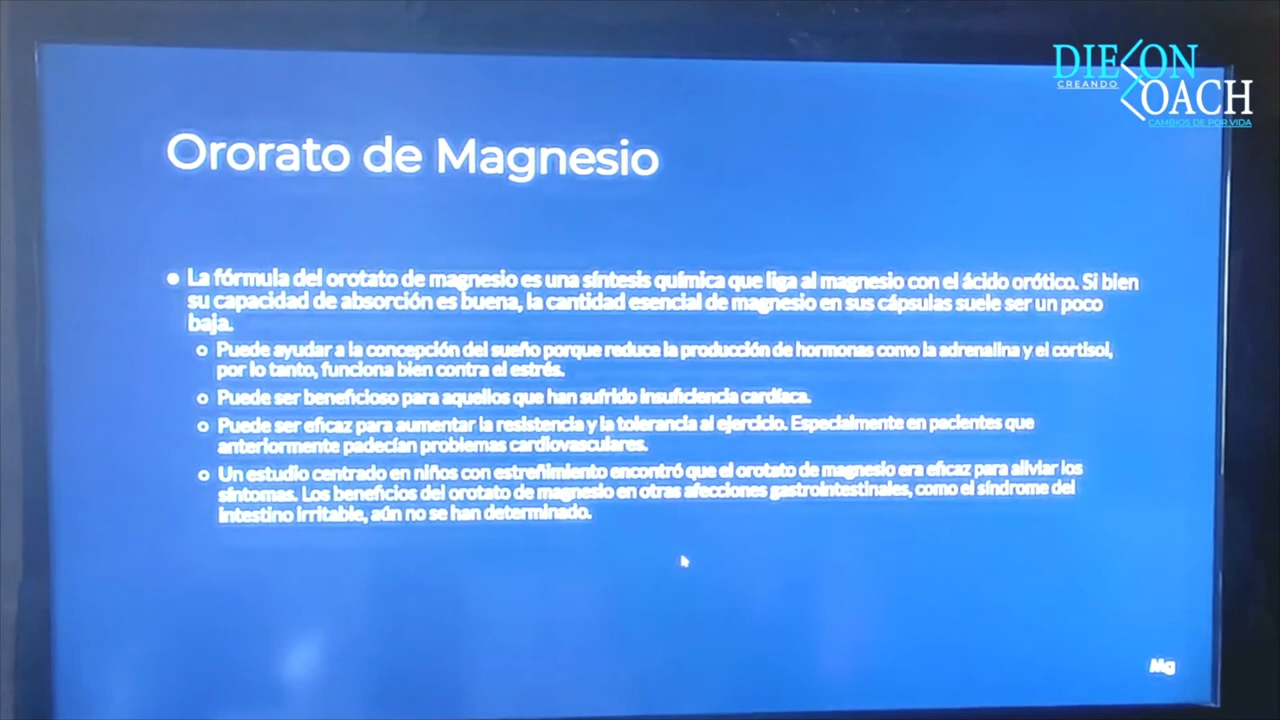 DIE ON
CREANDO
OACH
CAMBIOS DE POR VIDA
Ororato de Magnesio
La fórmula del orotato de magnesio es una síntesis química que liga al magnesio con el ácido orótico. Si bien
su capacidad de absorción es buena, la cantidad esencial de magnesio en sus cápsulas suele ser un poco
baja.
Puede ayudar a la concepción del sueño porque reduce la producción de hormonas como la adrenalina y el cortisol,
por lo tanto, funciona bien contra el estrés.
Puede ser beneficioso para aquellos que han sufrido insuficiencia cardíaca.
Puede ser eficaz para aumentar la resistencia y la tolerancia al ejercicio. Especialmente en pacientes que
anteriormente padecían problemas cardiovasculares.
Un estudio centrado en niños con estreñimiento encontró que el orotato de magnesio era eficaz para aliviar los
síntomas. Los beneficios del orotato de magnesio en otras afecciones gastrointestinales, como el síndrome del
intestino irritable, aún no se han determinado.
Mg